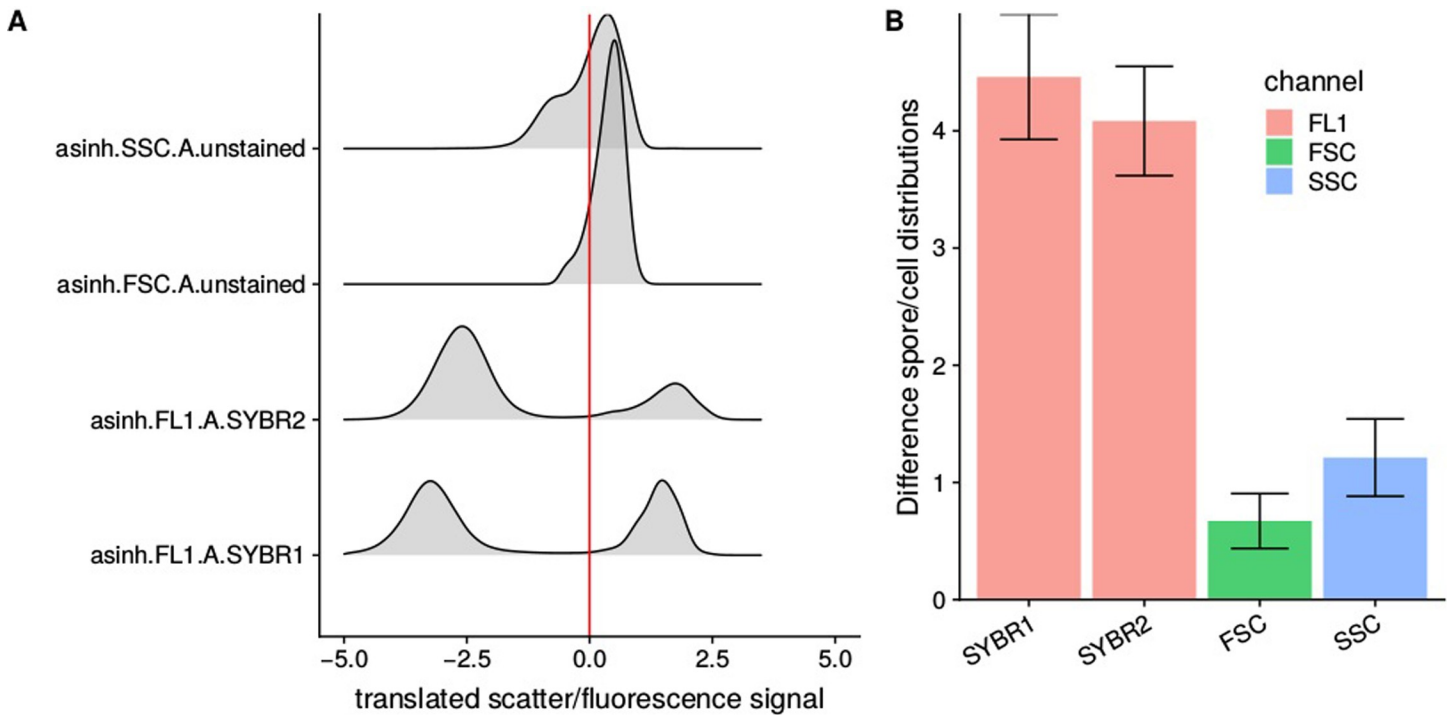 A
asinh.SSC.A.unstained
asinh.FSC.A.unstained
asinh.FL1.A.SYBR2
asinh.FL1.A.SYBR1
−5.0 −2.5 0.0 2.5 5.0
translated scatter/fluorescence signal
B
Difference spore/cell distributions
4
3
2
1
0
SYBR1 SYBR2 FSC SSC
channel
FL1
FSC
SSC